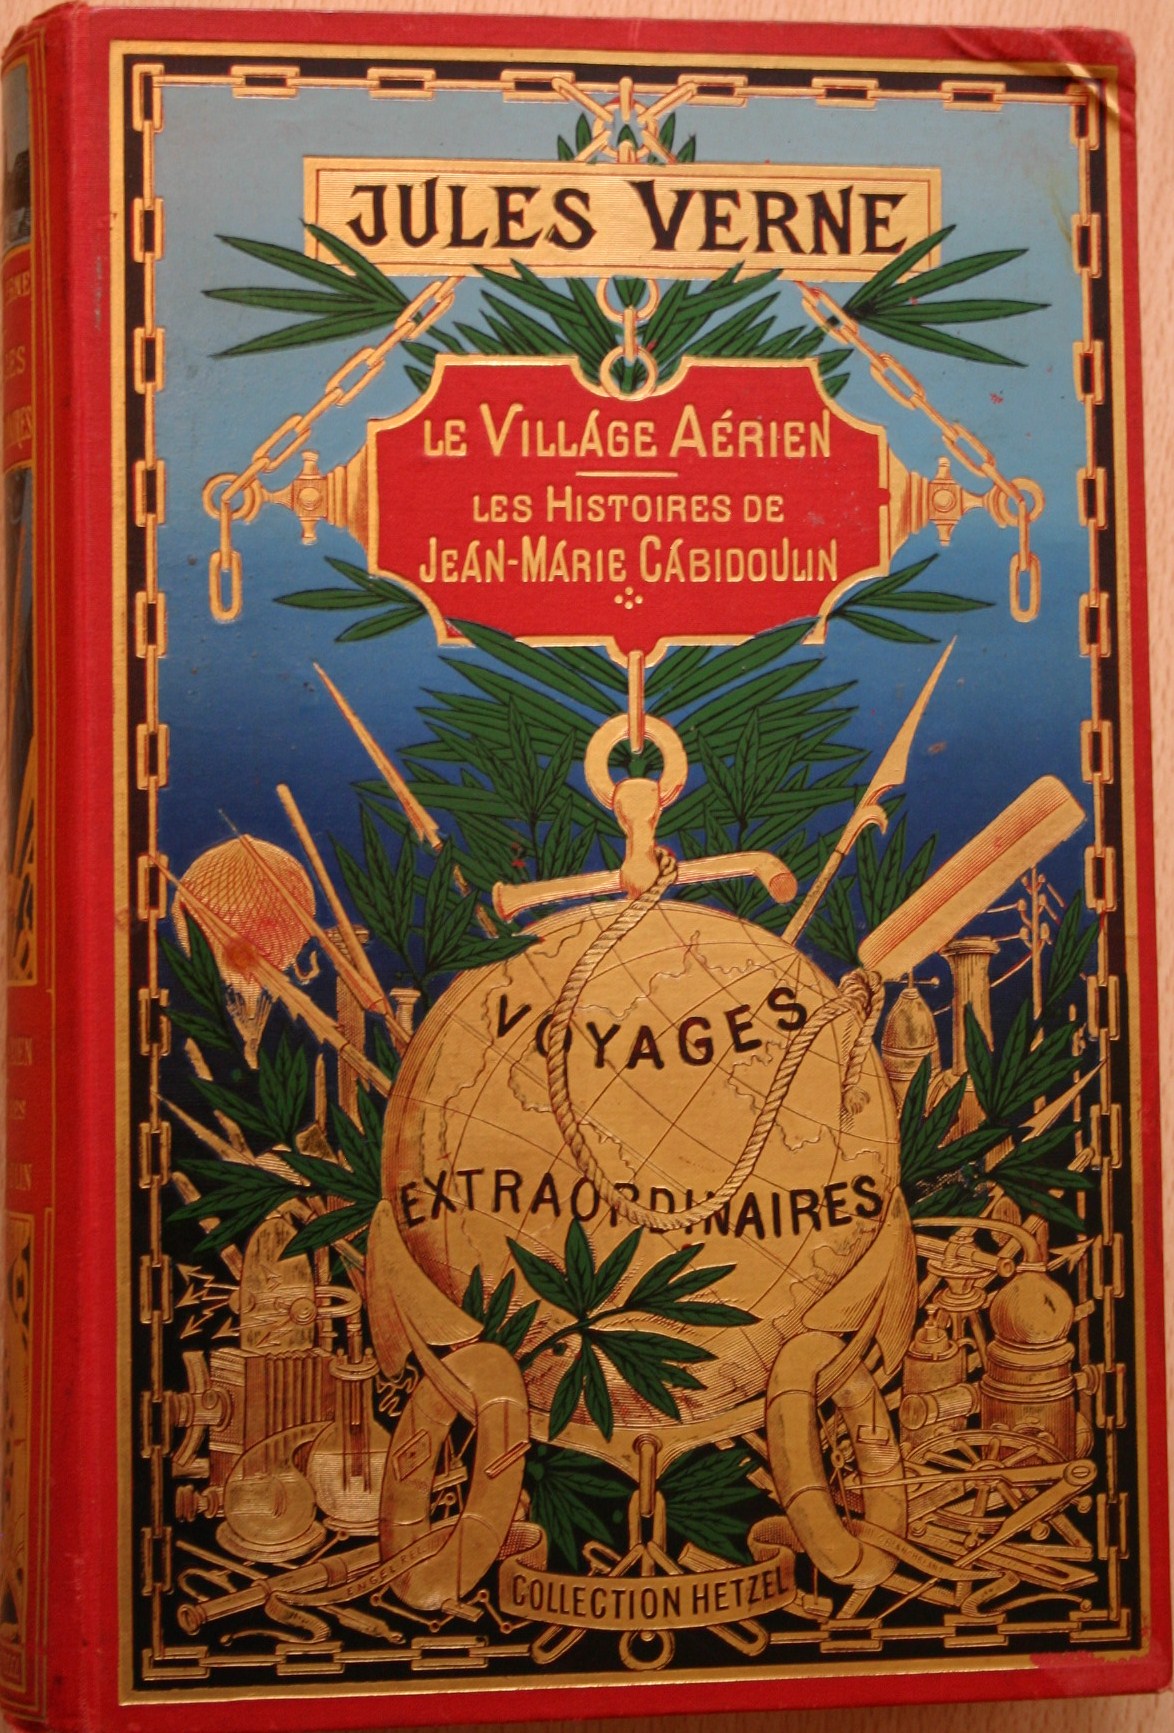 JULES VERNE
LE VILLAGE AÉRIEN
LES HISTOIRES DE
JEAN-MARIE CABIDOULIN
VOYAGES
EXTRAORDINAIRES
COLLECTION HETZEL